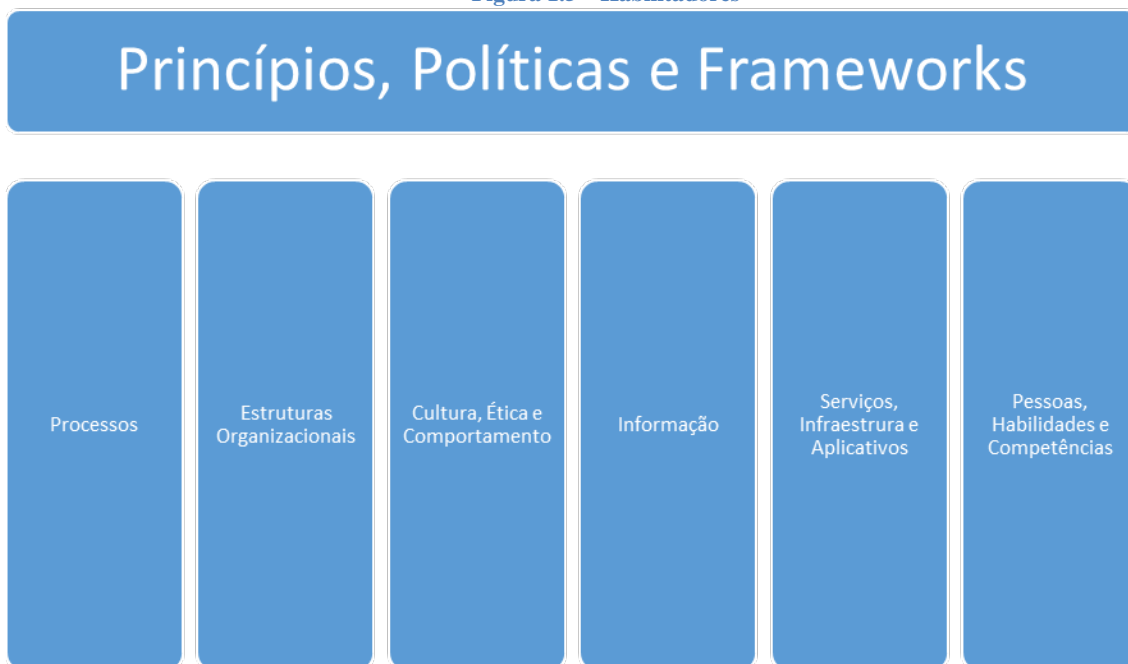 Princípios, Políticas e Frameworks
Processos
Estruturas
Organizacionais
Cultura, Ética e
Comportamento
Informação
Serviços,
Infraestrura e
Aplicativos
Pessoas,
Habilidades e
Competências